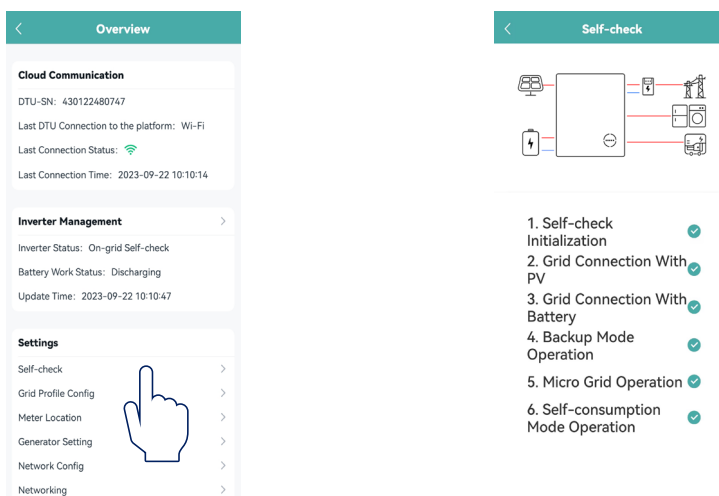 Overview
Cloud Communication
DTU-SN: 430122480747
Last DTU Connection to the platform: Wi-Fi
Last Connection Status:
Last Connection Time: 2023-09-22 10:10:14
Inverter Management
Inverter Status: On-grid Self-check
Battery Work Status: Discharging
Update Time: 2023-09-22 10:10:47
Settings
Self-check
Grid Profile Config
Meter Location
Generator Setting
Network Config
Networking
Self-check
1. Self-check
Initialization
2. Grid Connection With
PV
3. Grid Connection With
Battery
4. Backup Mode
Operation
5. Micro Grid Operation
6. Self-consumption
Mode Operation